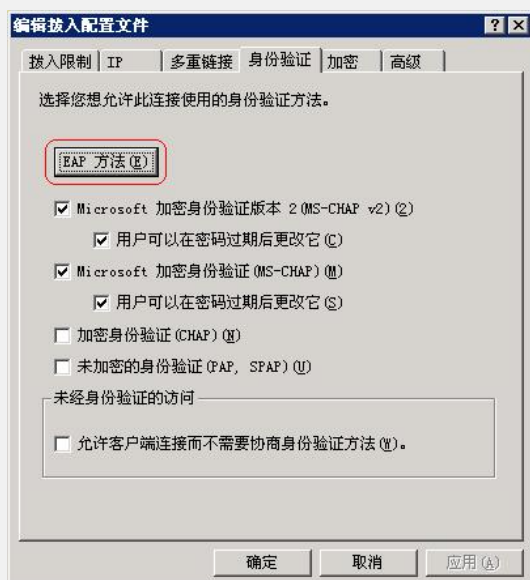 编辑拨入配置文件
拨入限制 IP 多重链接 身份验证 加密 高级
选择您想允许此连接使用的身份验证方法。
EAP 方法(E)
Microsoft 加密身份验证版本 2(MS-CHAP v2)(2)
用户可以在密码过期后更改它(C)
Microsoft 加密身份验证(MS-CHAP)(M)
用户可以在密码过期后更改它(S)
加密身份验证(CHAP)(N)
未加密的身份验证(PAP, SPAP)(U)
未经身份验证的访问
允许客户端连接而不需要协商身份验证方法(W)。
确定 取消 应用(A)